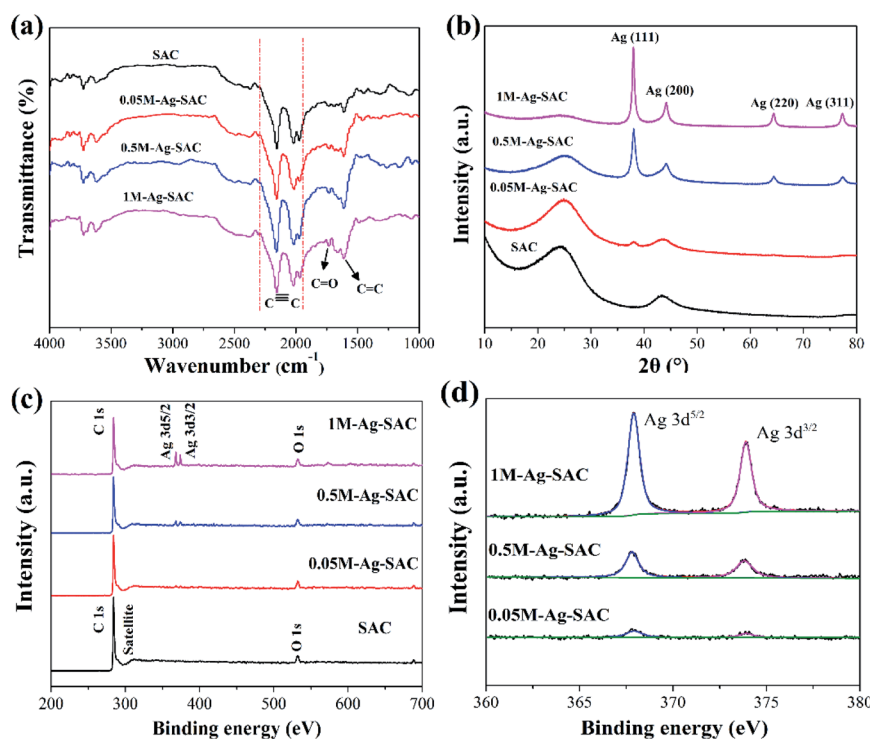 (a)
SAC
0.05M-Ag-SAC
0.5M-Ag-SAC
1M-Ag-SAC
C=O
C=C
C≡C
Transmittance (%)
4000 3500 3000 2500 2000 1500 1000
Wavenumber (cm⁻¹)
(b)
Ag (111)
1M-Ag-SAC
Ag (200)
Ag (220)
Ag (311)
0.5M-Ag-SAC
0.05M-Ag-SAC
SAC
Intensity (a.u.)
10 20 30 40 50 60 70 80
2θ (°)
(c)
C 1s
Ag 3d5/2
Ag 3d3/2
O 1s
1M-Ag-SAC
0.5M-Ag-SAC
0.05M-Ag-SAC
C 1s
Satellite
O 1s
SAC
Intensity (a.u.)
200 300 400 500 600 700
Binding energy (eV)
(d)
Ag 3d⁵/²
Ag 3d³/²
1M-Ag-SAC
0.5M-Ag-SAC
0.05M-Ag-SAC
Intensity (a.u.)
360 365 370 375 380
Binding energy (eV)